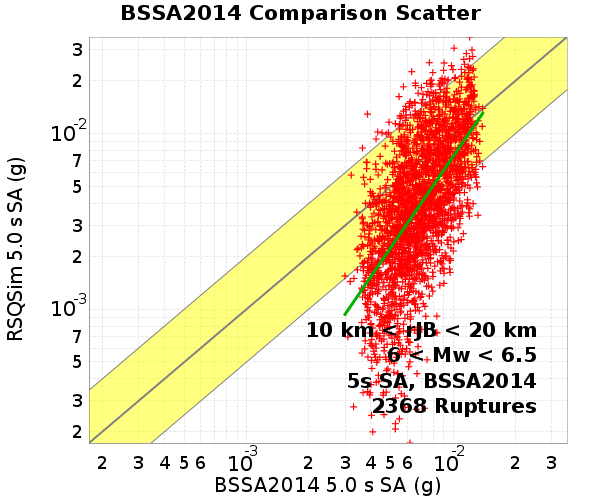 BSSA2014 Comparison Scatter
RSQSim 5.0 s SA (g)
3
2
10-2
7
5
3
2
10-3
7
5
3
2
10 km < rJB < 20 km
6 < Mw < 6.5
5s SA, BSSA2014
2368 Ruptures
2 3 4 5 6 10-3 2 3 4 5 6 10-2 2 3
BSSA2014 5.0 s SA (g)